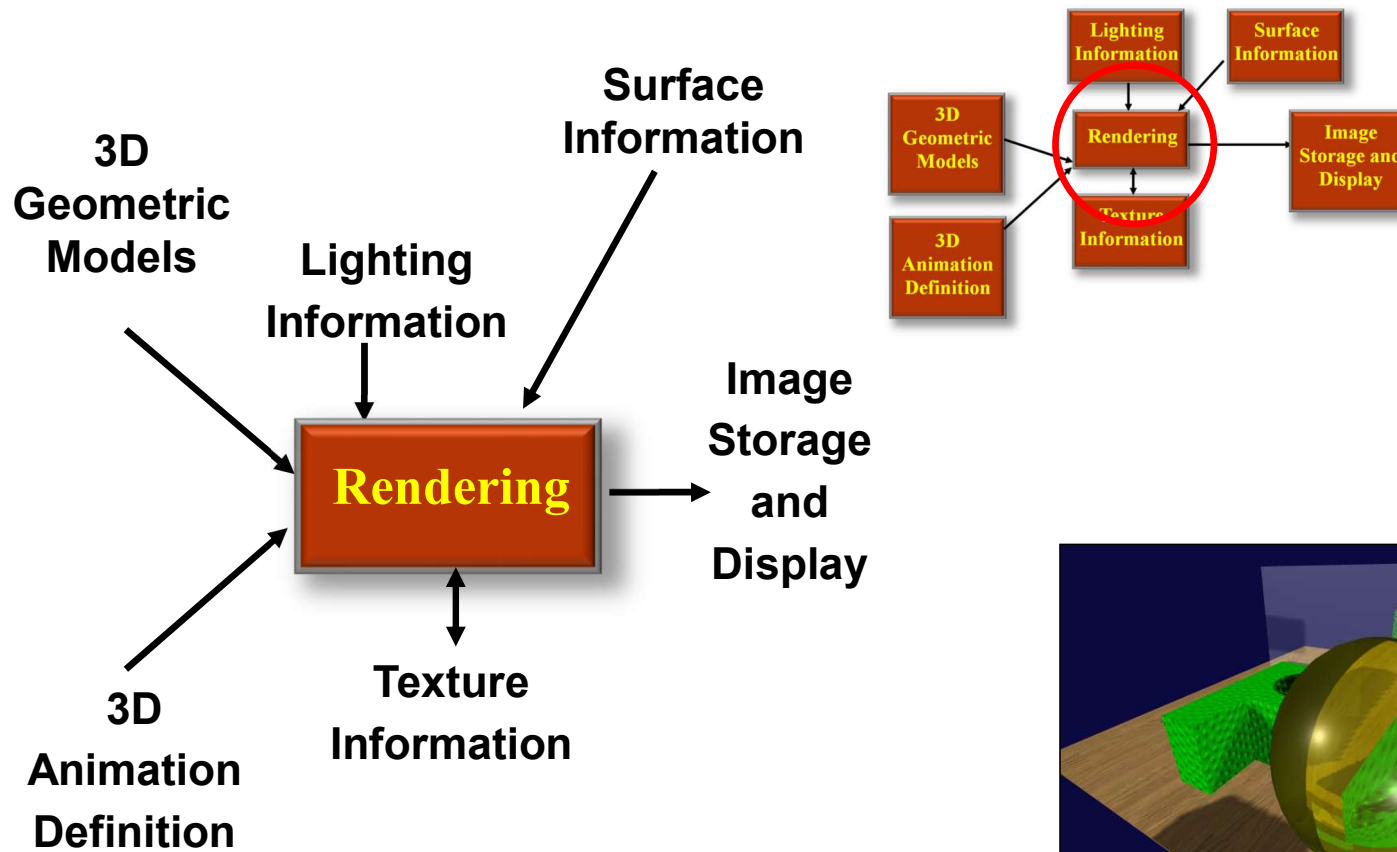 3D
Geometric
Models
Lighting
Information
Surface
Information
Rendering
Image
Storage
and
Display
Texture
Information
3D
Animation
Definition
Lighting
Information
Surface
Information
3D
Geometric
Models
Rendering
Image
Storage and
Display
Texture
Information
3D
Animation
Definition